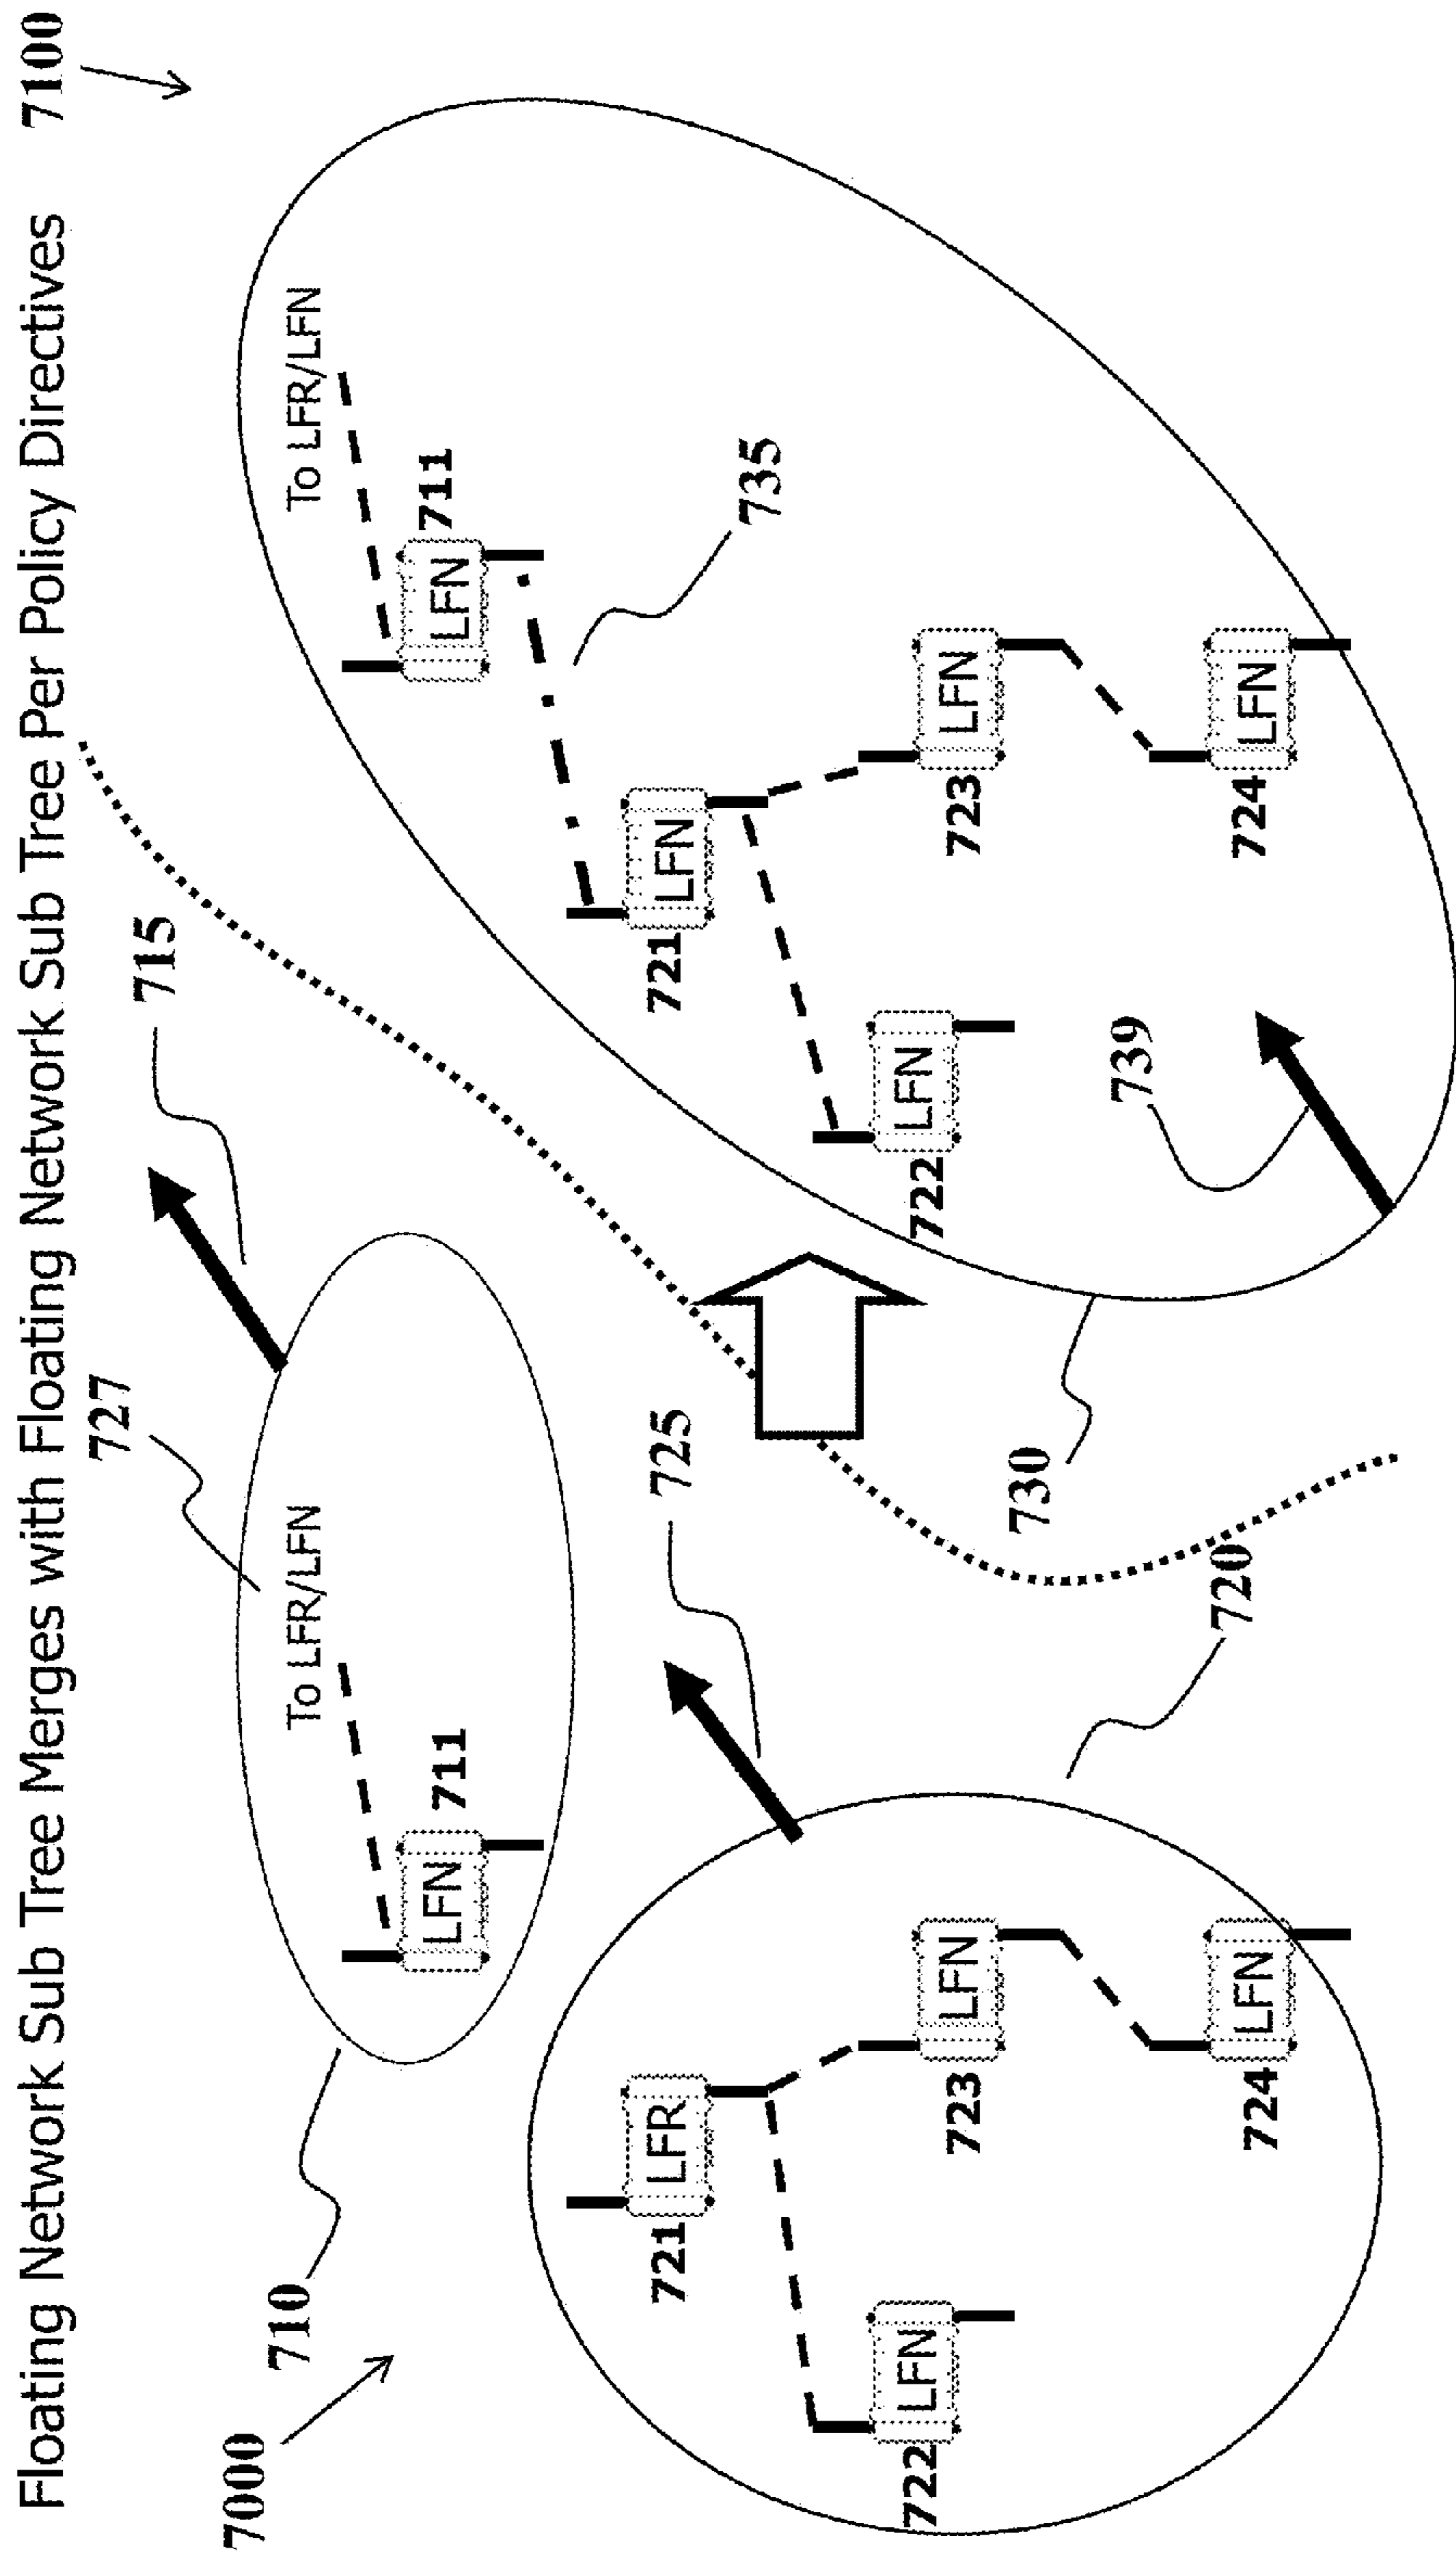 Floating Network Sub Tree Merges with Floating Network Sub Tree Per Policy Directives
7100
7000
710
727
715
To LFR/LFN
LFN
711
721
LFR
725
722
LFN
723
LFN
724
LFN
720
730
To LFR/LFN
LFN
711
735
721
LFN
722
LFN
723
LFN
724
LFN
739